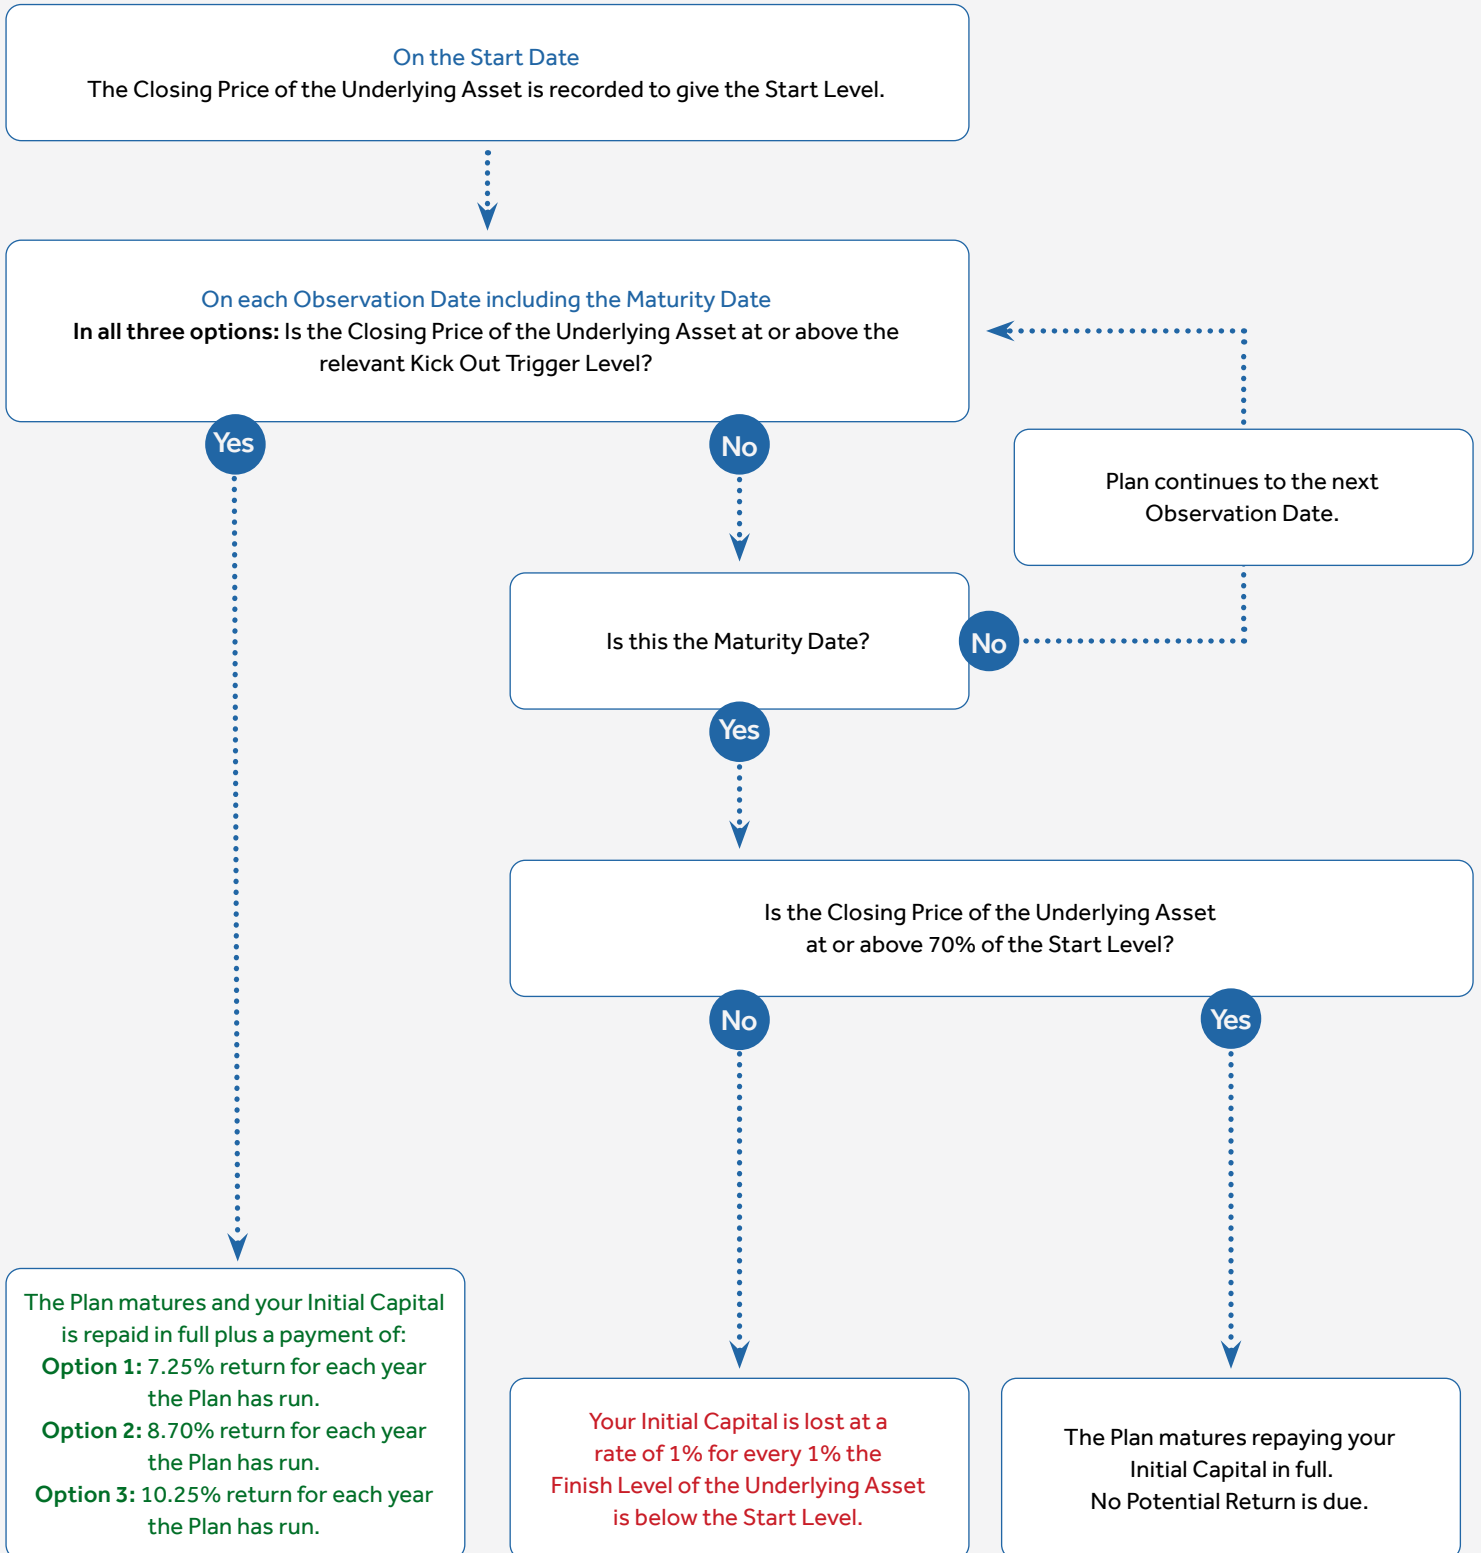 On the Start Date
The Closing Price of the Underlying Asset is recorded to give the Start Level.
On each Observation Date including the Maturity Date
In all three options: Is the Closing Price of the Underlying Asset at or above the
relevant Kick Out Trigger Level?
Yes
No
Plan continues to the next
Observation Date.
Is this the Maturity Date?
No
Yes
Is the Closing Price of the Underlying Asset
at or above 70% of the Start Level?
No
Yes
The Plan matures and your Initial Capital
is repaid in full plus a payment of:
Option 1: 7.25% return for each year
the Plan has run.
Option 2: 8.70% return for each year
the Plan has run.
Option 3: 10.25% return for each year
the Plan has run.
Your Initial Capital is lost at a
rate of 1% for every 1% the
Finish Level of the Underlying Asset
is below the Start Level.
The Plan matures repaying your
Initial Capital in full.
No Potential Return is due.